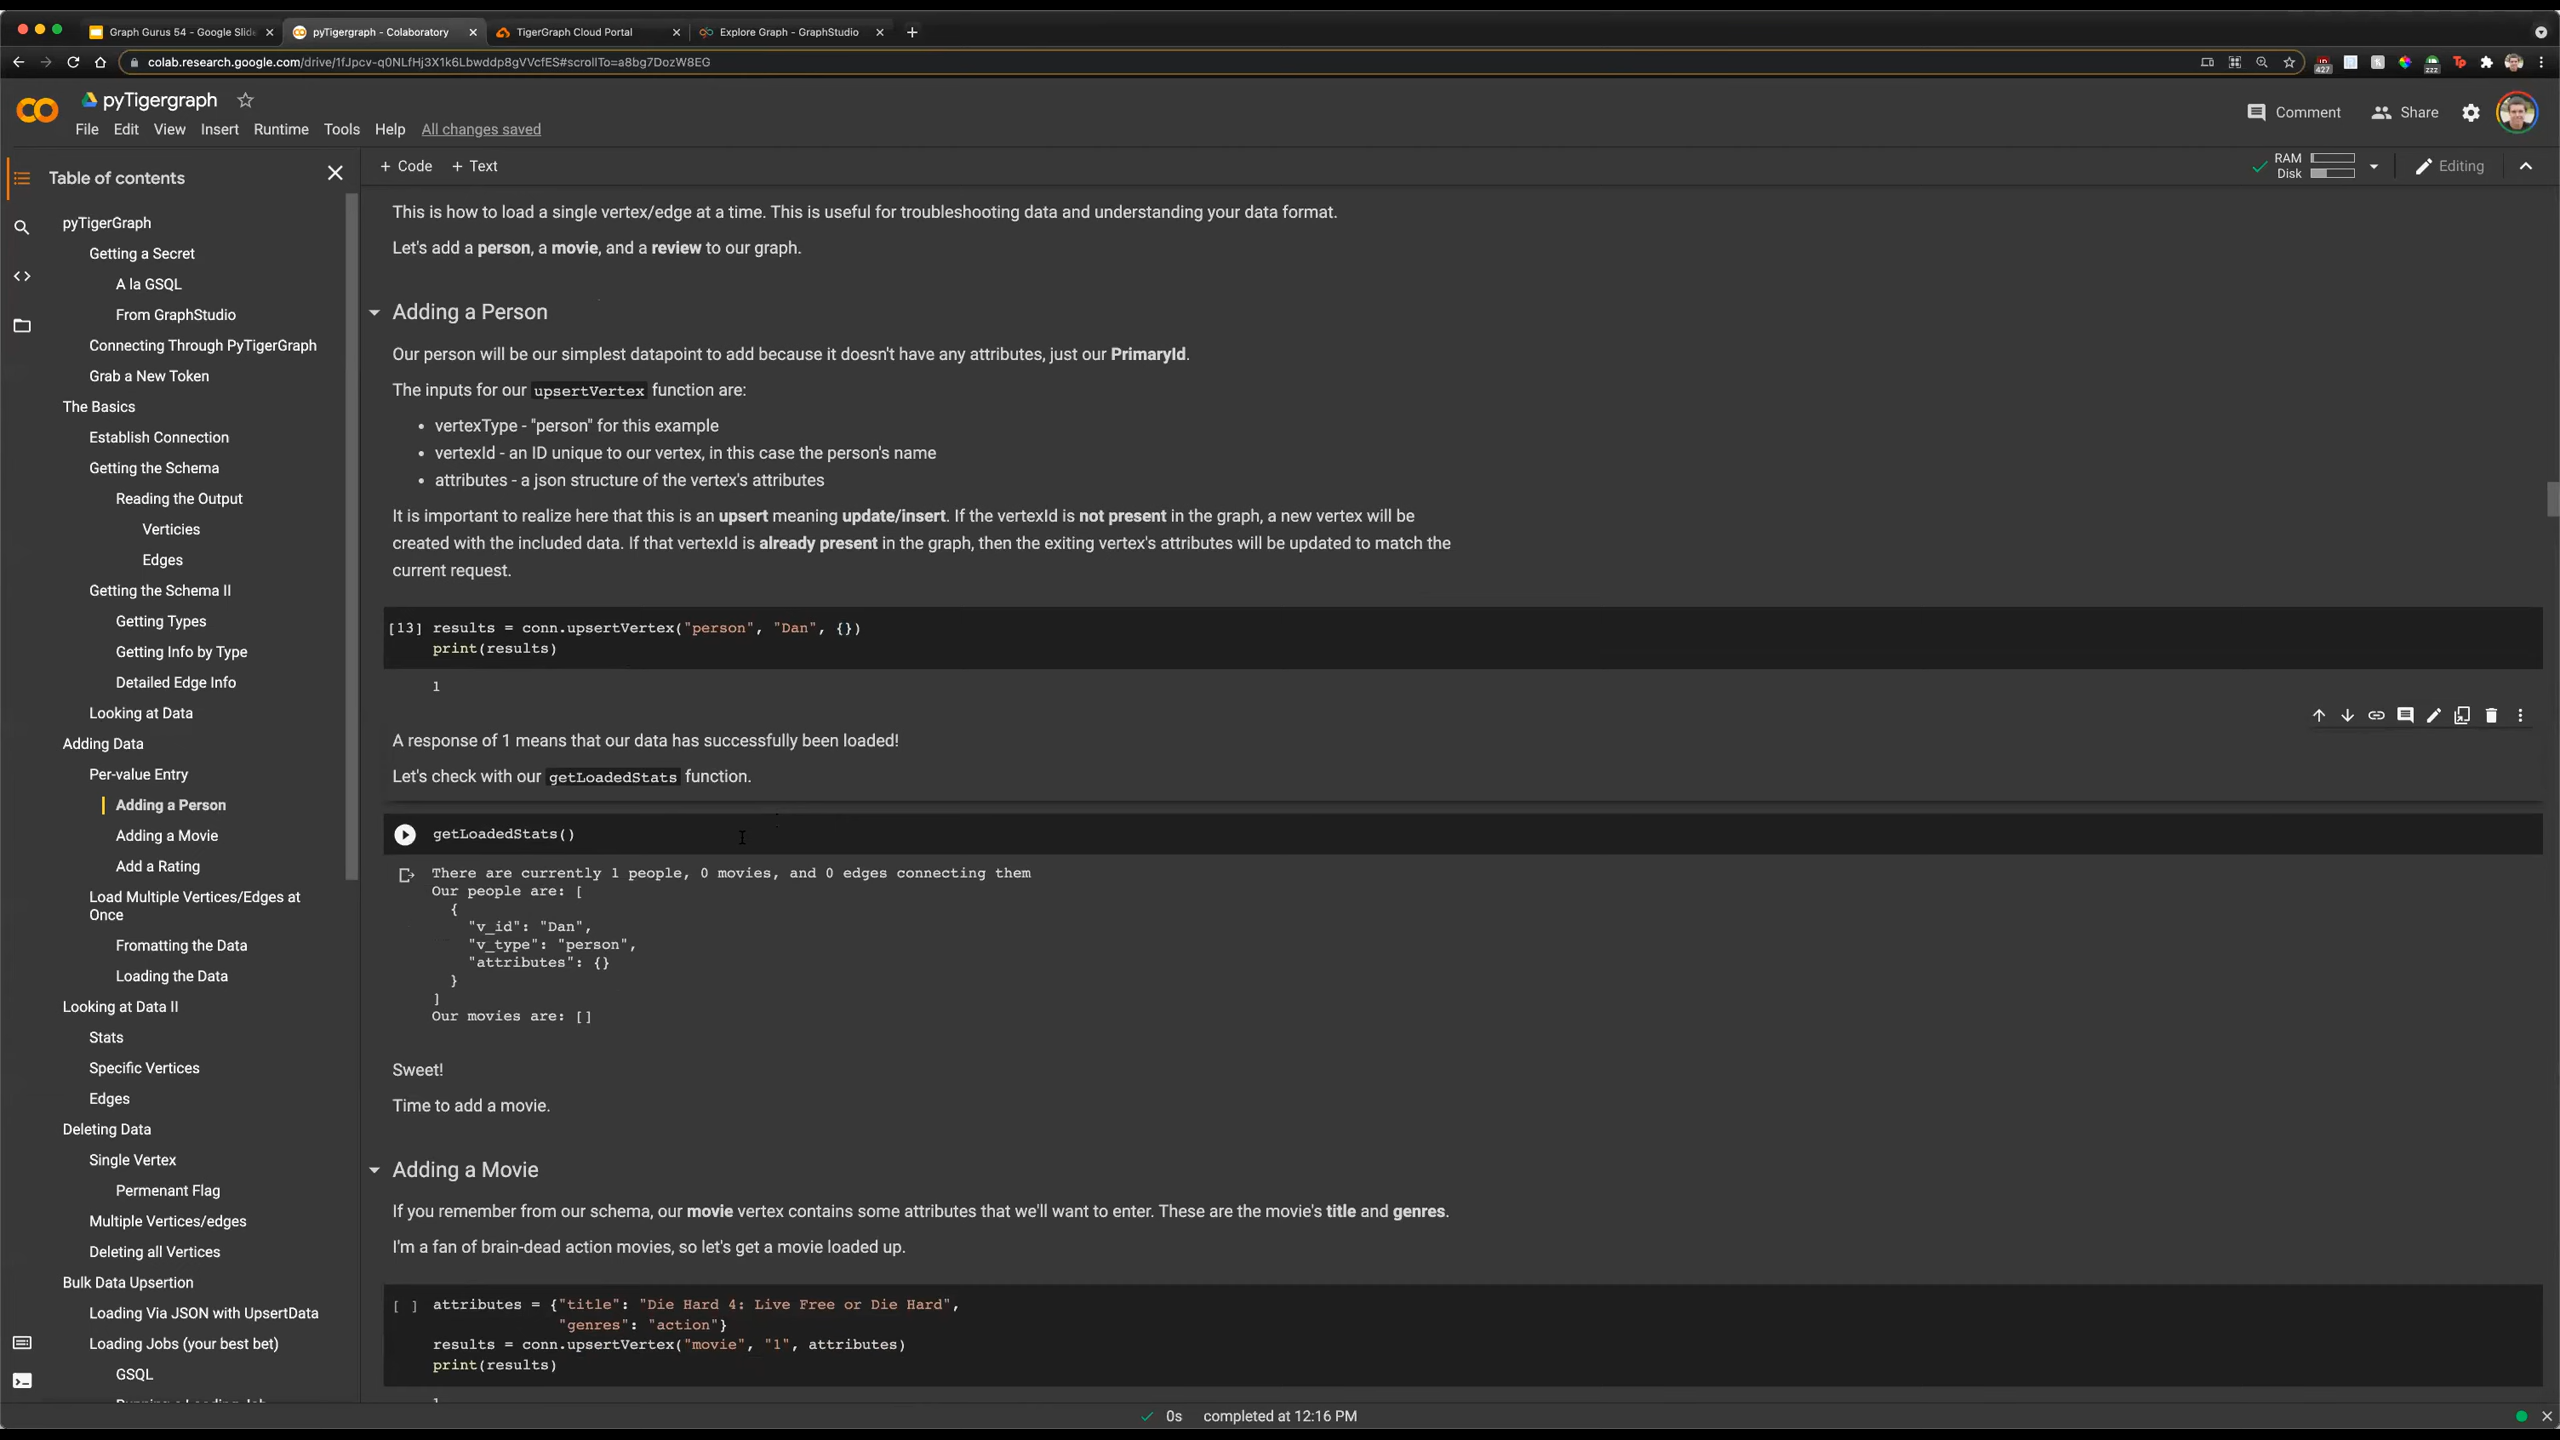 Graph Gurus 54 - Google Slide
pyTigergraph - Colaboratory
TigerGraph Cloud Portal
Explore Graph - GraphStudio
colab.research.google.com/drive/1fJpcv-q0NLfHj3X1k6Lbwddp8gVVcfES#scrollTo=a8bg7DozW8EG
427
zzz
Tp
pyTigergraph
File Edit View Insert Runtime Tools Help All changes saved
Comment
Share
+ Code + Text
RAM
Disk
Editing
Table of contents
pyTigerGraph
Getting a Secret
A la GSQL
From GraphStudio
Connecting Through PyTigerGraph
Grab a New Token
The Basics
Establish Connection
Getting the Schema
Reading the Output
Verticies
Edges
Getting the Schema II
Getting Types
Getting Info by Type
Detailed Edge Info
Looking at Data
Adding Data
Per-value Entry
Adding a Person
Adding a Movie
Add a Rating
Load Multiple Vertices/Edges at
Once
Fromatting the Data
Loading the Data
Looking at Data II
Stats
Specific Vertices
Edges
Deleting Data
Single Vertex
Permenant Flag
Multiple Vertices/edges
Deleting all Vertices
Bulk Data Upsertion
Loading Via JSON with UpsertData
Loading Jobs (your best bet)
GSQL
Running a Loading Job
This is how to load a single vertex/edge at a time. This is useful for troubleshooting data and understanding your data format.
Let's add a person, a movie, and a review to our graph.
Adding a Person
Our person will be our simplest datapoint to add because it doesn't have any attributes, just our PrimaryId.
The inputs for our upsertVertex function are:
• vertexType - "person" for this example
• vertexId - an ID unique to our vertex, in this case the person's name
• attributes - a json structure of the vertex's attributes
It is important to realize here that this is an upsert meaning update/insert. If the vertexId is not present in the graph, a new vertex will be
created with the included data. If that vertexId is already present in the graph, then the exiting vertex's attributes will be updated to match the
current request.
[13] results = conn.upsertVertex("person", "Dan", {})
print(results)
1
A response of 1 means that our data has successfully been loaded!
Let's check with our getLoadedStats function.
getLoadedStats()
There are currently 1 people, 0 movies, and 0 edges connecting them
Our people are: [
{
"v_id": "Dan",
"v_type": "person",
"attributes": {}
}
]
Our movies are: []
Sweet!
Time to add a movie.
Adding a Movie
If you remember from our schema, our movie vertex contains some attributes that we'll want to enter. These are the movie's title and genres.
I'm a fan of brain-dead action movies, so let's get a movie loaded up.
[ ] attributes = {"title": "Die Hard 4: Live Free or Die Hard",
"genres": "action"}
results = conn.upsertVertex("movie", "1", attributes)
print(results)
1
0s completed at 12:16 PM